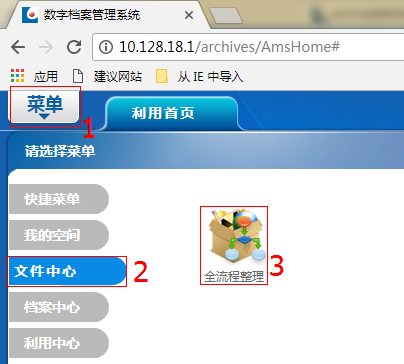 数字档案管理系统
10.128.18.1/archives/AmsHome#
应用 建议网站 从 IE 中导入
菜单 利用首页
1
请选择菜单
快捷菜单
我的空间
文件中心 2
全流程整理 3
档案中心
利用中心